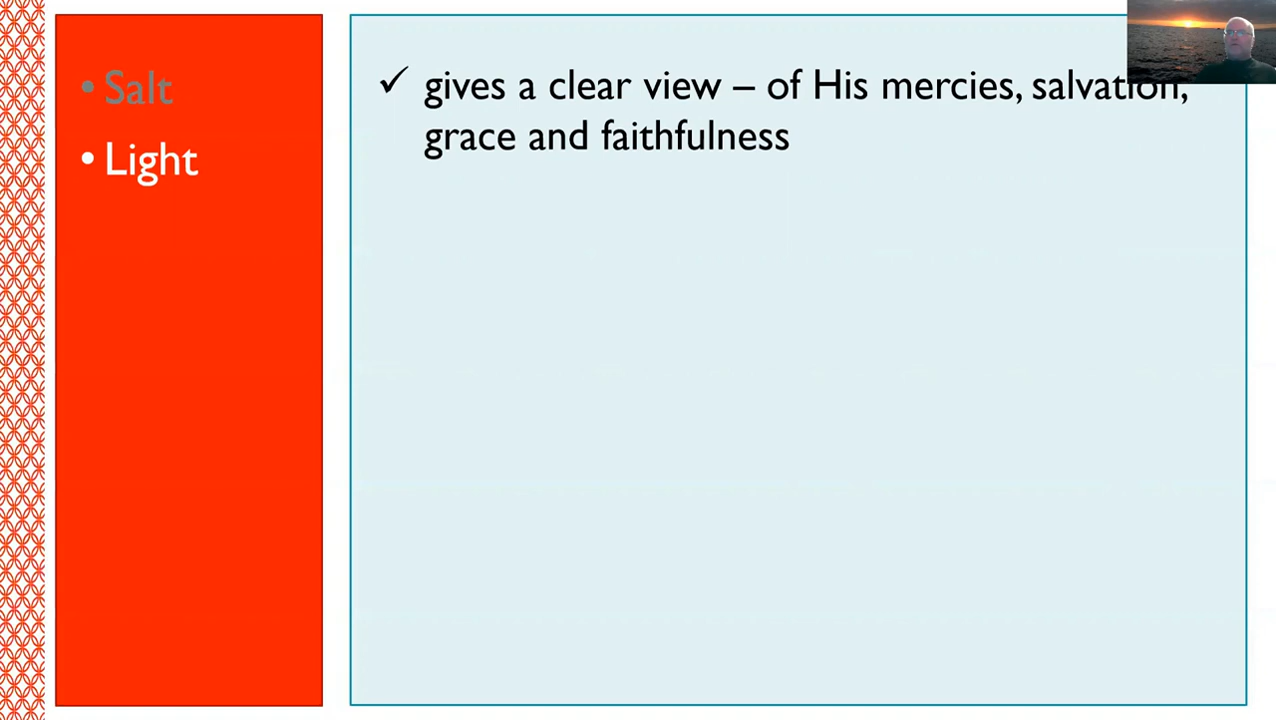 • Salt
• Light
✓ gives a clear view – of His mercies, salvation,
grace and faithfulness